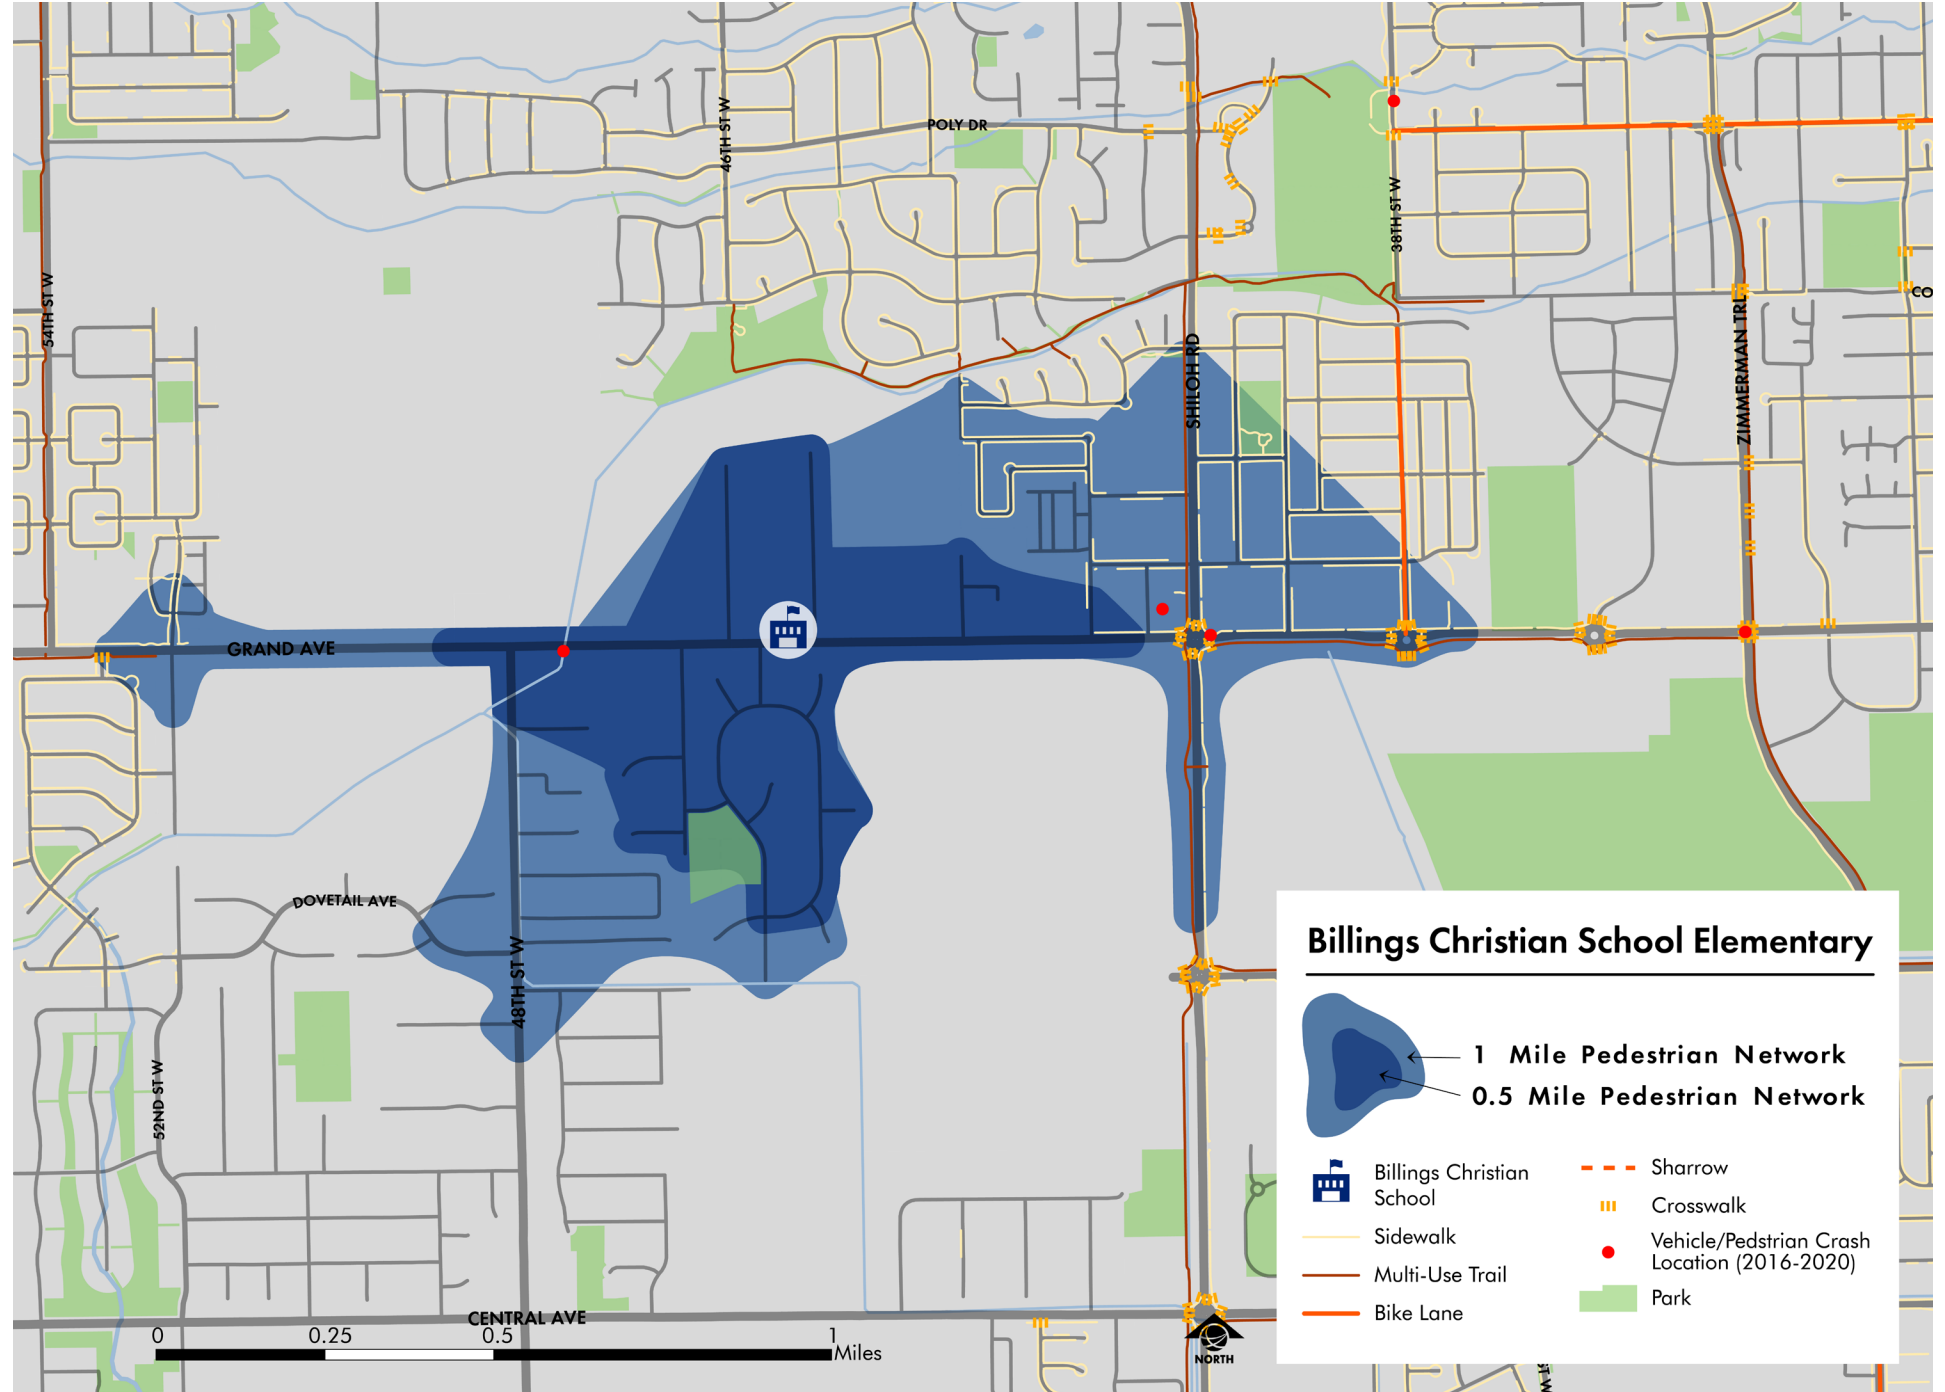 POLY DR
46TH ST W
38TH ST W
54TH ST W
CO
ZIMMERMAN TRL
SHILOH RD
GRAND AVE
DOVETAIL AVE
48TH ST W
52ND ST W
CENTRAL AVE
0 0.25 0.5 1
Miles
NORTH
ST W
Billings Christian School Elementary
1 Mile Pedestrian Network
0.5 Mile Pedestrian Network
Billings Christian
School
Sidewalk
Multi-Use Trail
Bike Lane
Sharrow
Crosswalk
Vehicle/Pedstrian Crash
Location (2016-2020)
Park